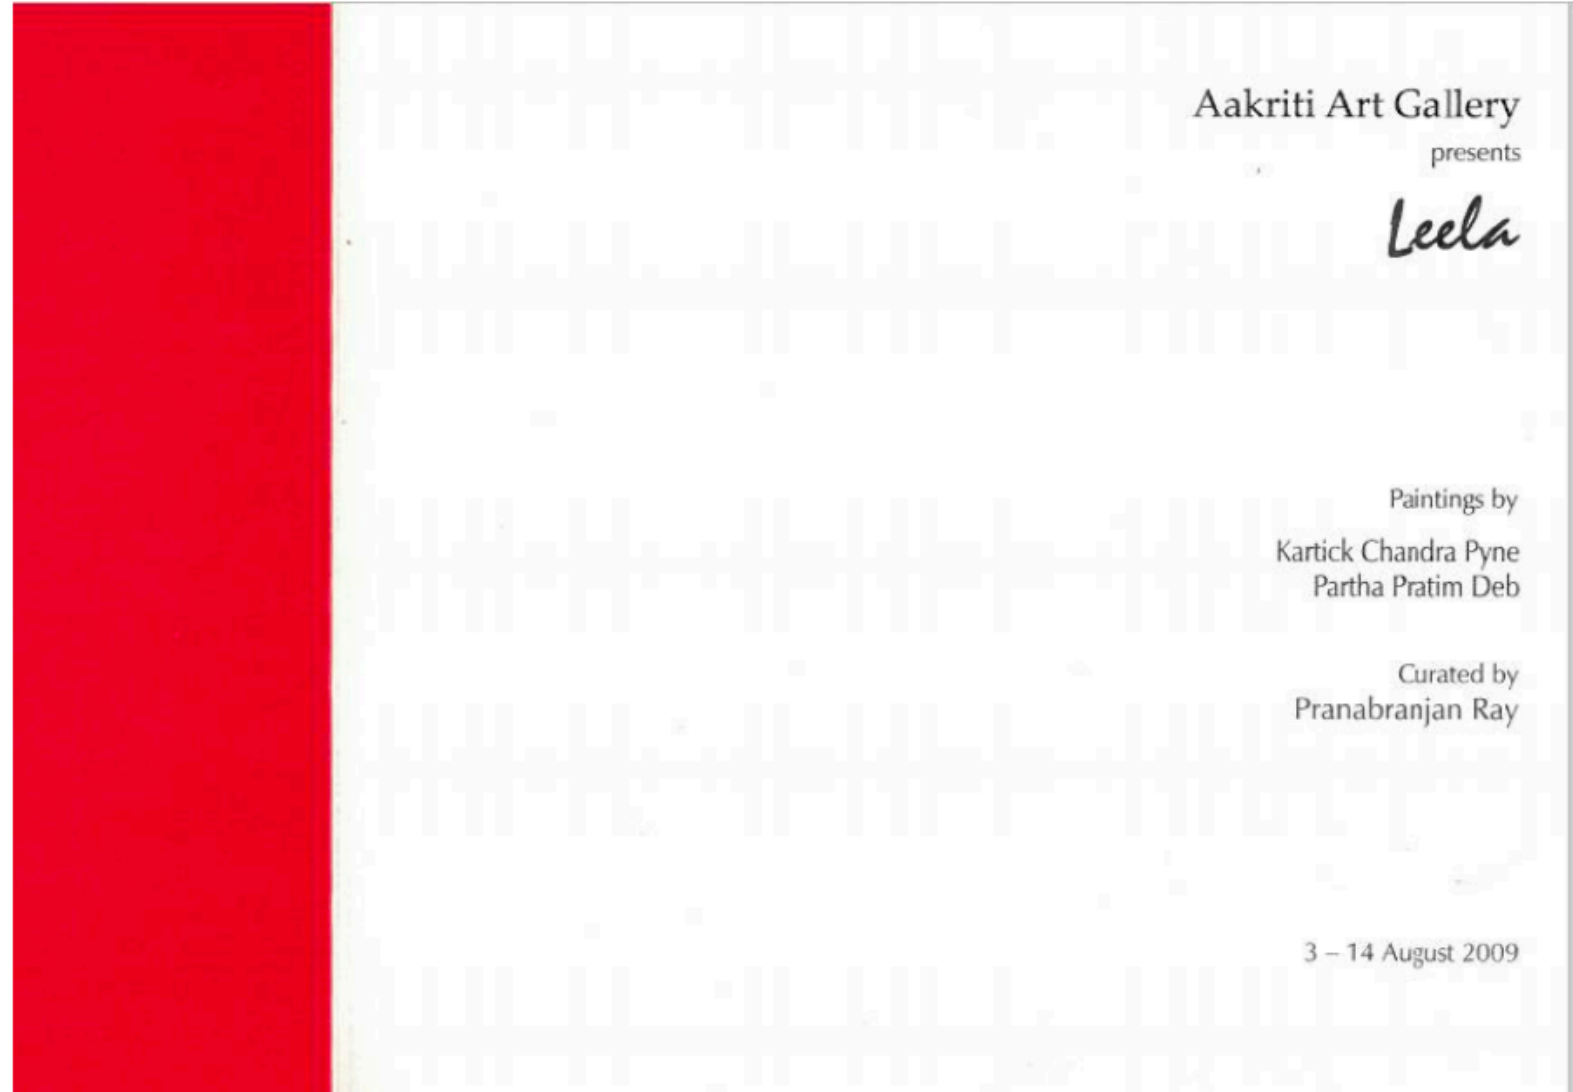 Aakriti Art Gallery
presents
Leela
Paintings by
Kartick Chandra Pyne
Partha Pratim Deb
Curated by
Pranabranjan Ray
3 – 14 August 2009